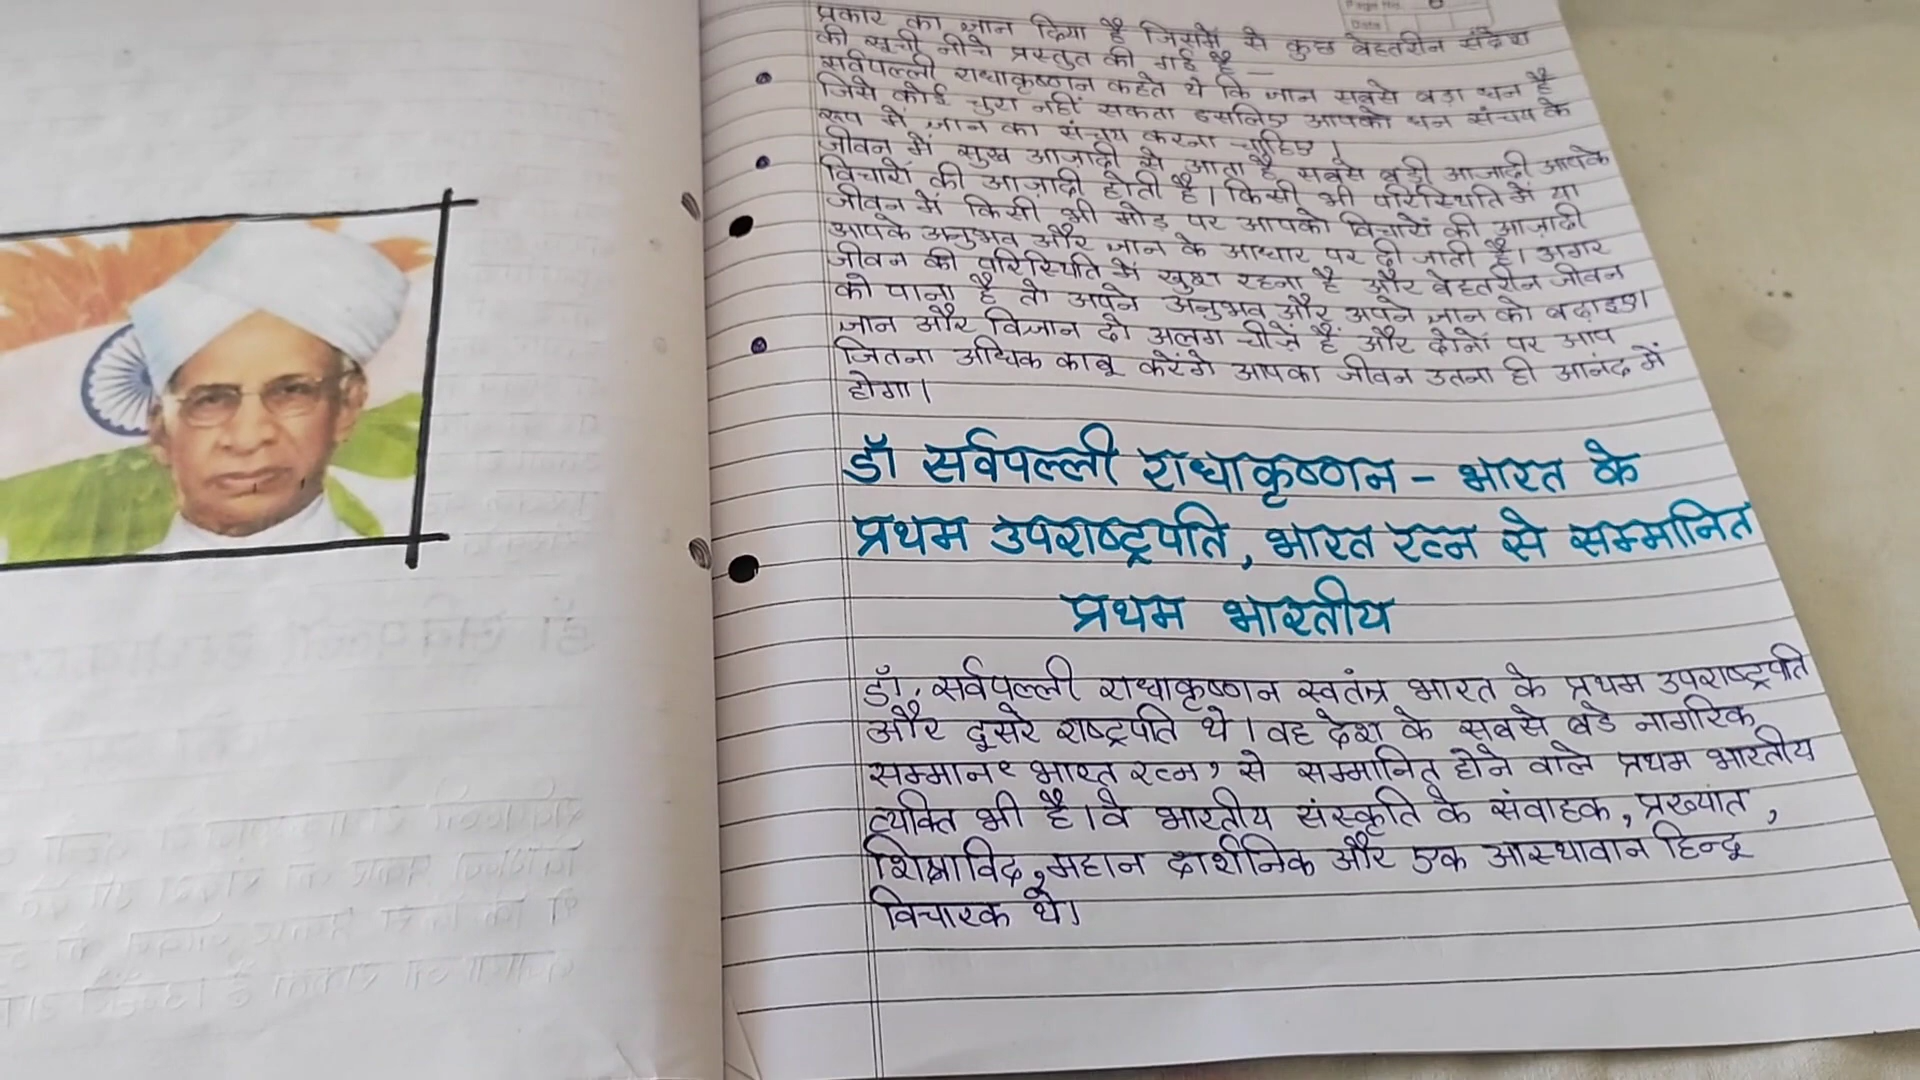 Page No.
Date
प्रकार का ज्ञान दिया है जिसमें से कुछ बेहतरीन संदेश
की सूची नीचे प्रस्तुत की गई है –
सर्वपल्ली राधाकृष्णन कहते थे कि ज्ञान सबसे बड़ा धन है
जिसे कोई चुरा नहीं सकता इसलिए आपको धन संचय के
रूप में ज्ञान का संचय करना चाहिए।
जीवन में सुख आजादी से आता है, सबसे बड़ी आजादी आपके
विचारों की आज़ादी होती है। किसी भी परिस्थिति में या
जीवन में किसी भी मोड़ पर आपको विचारों की आज़ादी
आपके अनुभव और ज्ञान के आधार पर दी जाती है। अगर
जीवन की परिस्थिति में खुश रहना है और बेहतरीन जीवन
को पाना है तो अपने अनुभव और अपने ज्ञान को बढ़ाइए।
ज्ञान और विज्ञान दो अलग चीज़ें हैं और दोनों पर आप
जितना अधिक काबू करेंगे आपका जीवन उतना ही आनंद में
होगा।
डॉ सर्वपल्ली राधाकृष्णन – भारत के
प्रथम उपराष्ट्रपति, भारत रत्न से सम्मानित
प्रथम भारतीय
डॉ. सर्वपल्ली राधाकृष्णन स्वतंत्र भारत के प्रथम उपराष्ट्रपति
और दूसरे राष्ट्रपति थे। वह देश के सबसे बडे नागरिक
सम्मान ‘भारत रत्न’ से सम्मानित होने वाले प्रथम भारतीय
व्यक्ति भी है। वे भारतीय संस्कृति के संवाहक, प्रख्यात,
शिक्षाविद, महान दार्शनिक और एक आस्थावान हिन्दू
विचारक थे।